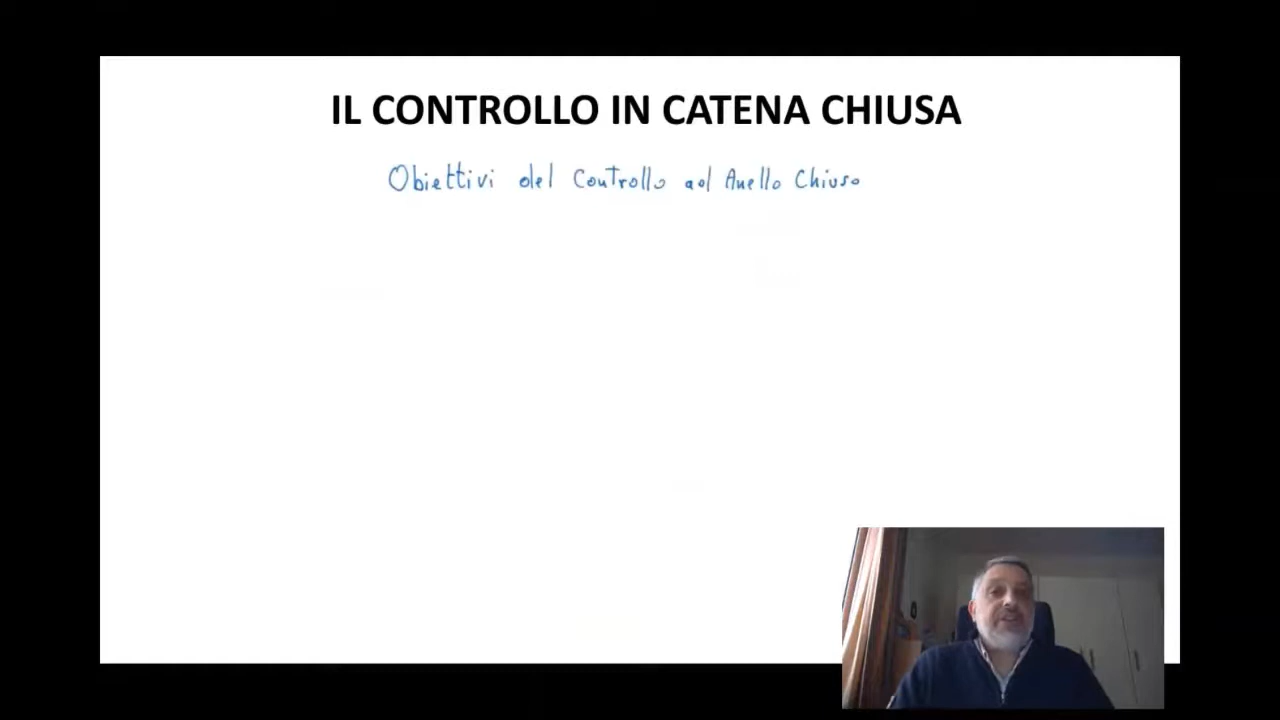 IL CONTROLLO IN CATENA CHIUSA
Obiettivi del Controllo ad Anello Chiuso